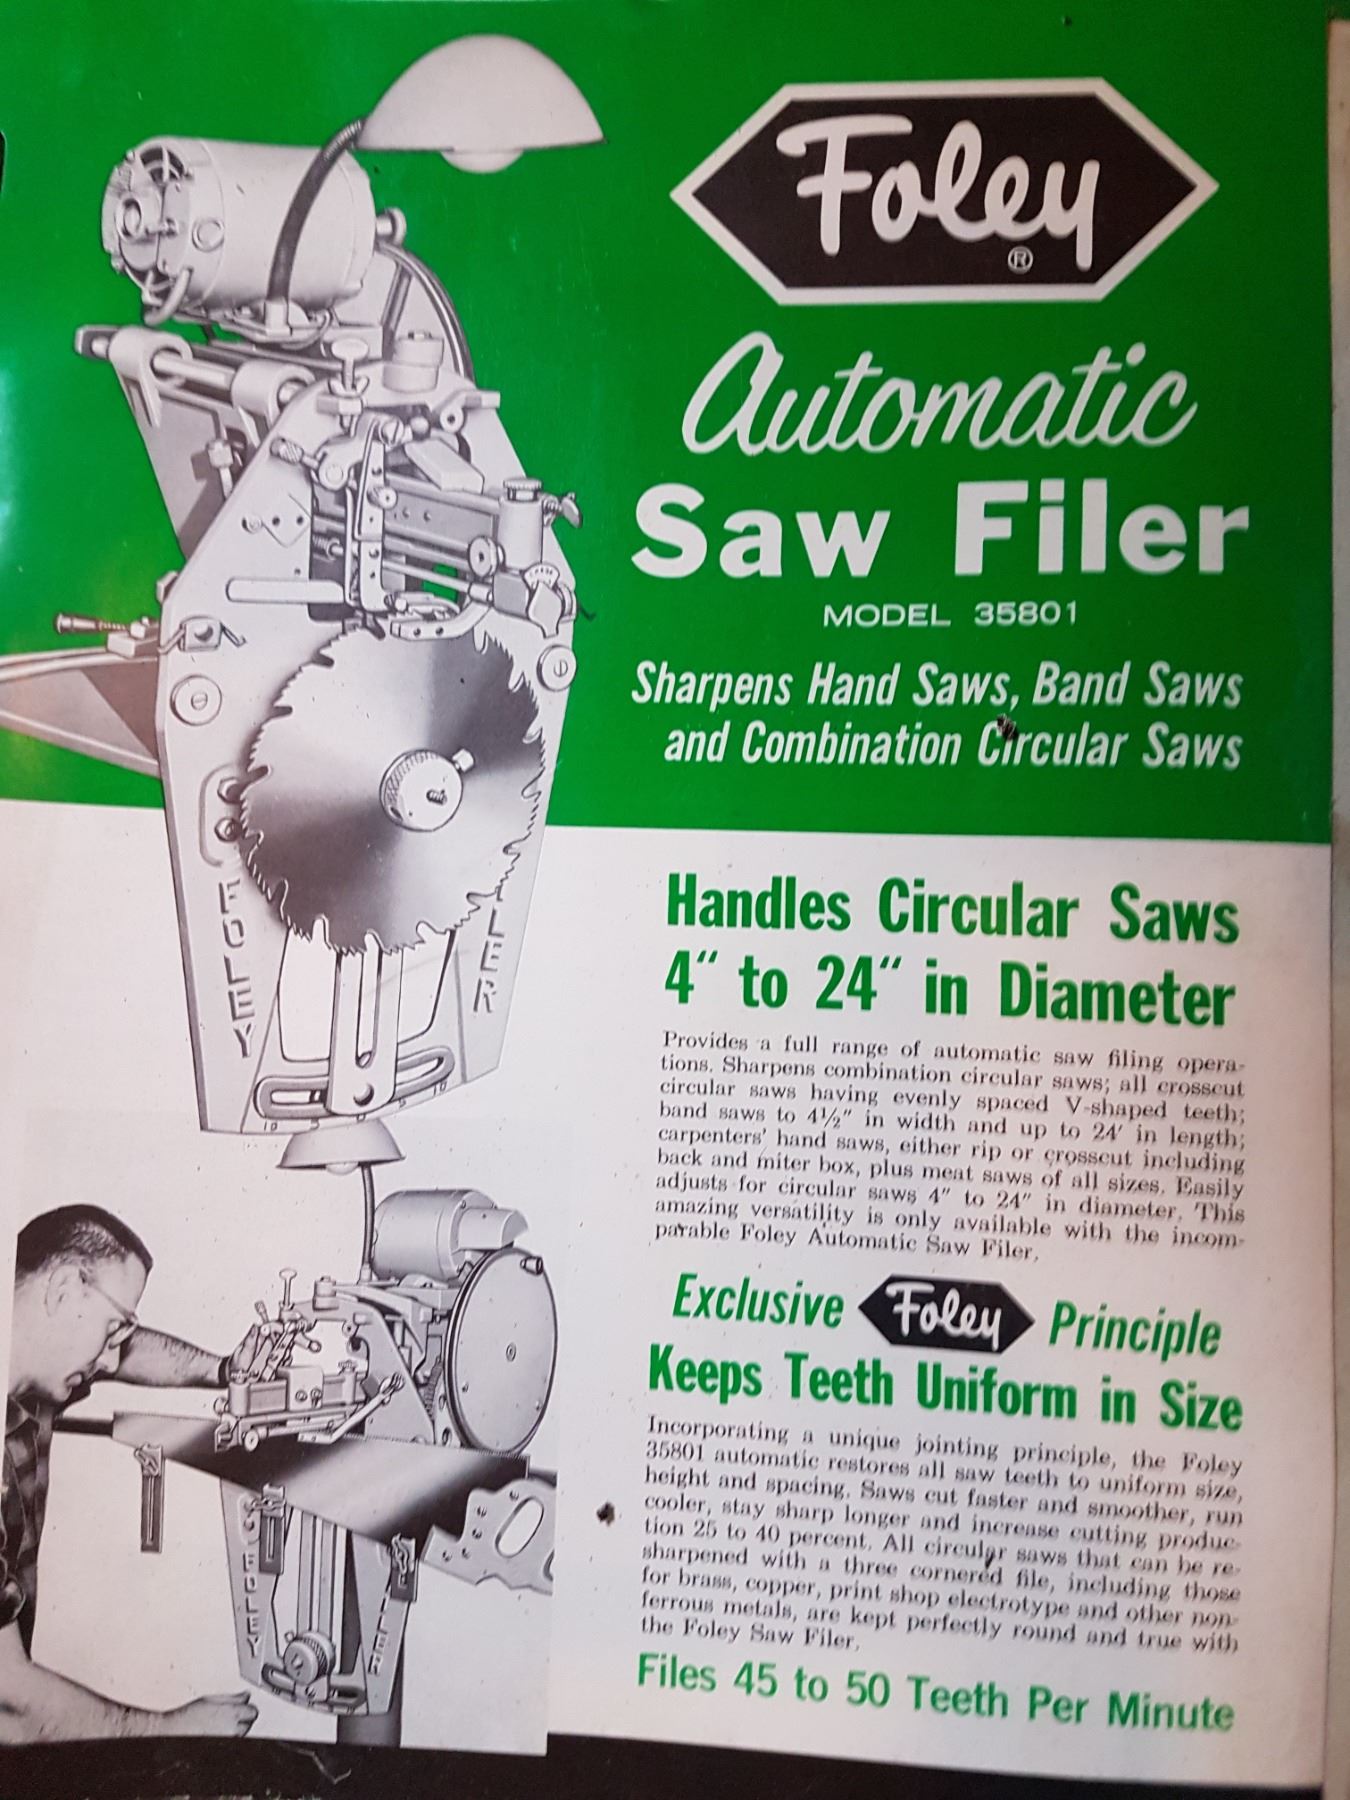 Foley
®
Automatic
Saw Filer
MODEL 35801
Sharpens Hand Saws, Band Saws
and Combination Circular Saws
FOLEY
FILER
10 5 5 10
Handles Circular Saws
4" to 24" in Diameter
Provides a full range of automatic saw filing opera-
tions. Sharpens combination circular saws; all crosscut
circular saws having evenly spaced V-shaped teeth;
band saws to 4½" in width and up to 24' in length;
carpenters' hand saws, either rip or crosscut including
back and miter box, plus meat saws of all sizes. Easily
adjusts for circular saws 4" to 24" in diameter. This
amazing versatility is only available with the incom-
parable Foley Automatic Saw Filer.
Exclusive Foley Principle
Keeps Teeth Uniform in Size
Incorporating a unique jointing principle, the Foley
35801 automatic restores all saw teeth to uniform size,
height and spacing. Saws cut faster and smoother, run
cooler, stay sharp longer and increase cutting produc-
tion 25 to 40 percent. All circular saws that can be re-
sharpened with a three cornered file, including those
for brass, copper, print shop electrotype and other non-
ferrous metals, are kept perfectly round and true with
the Foley Saw Filer.
Files 45 to 50 Teeth Per Minute
FOLEY